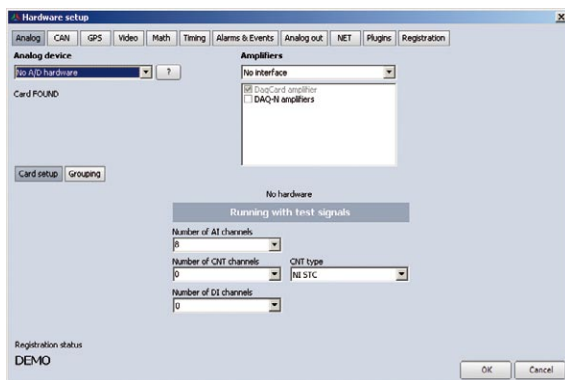 Hardware setup
Analog CAN GPS Video Math Timing Alarms & Events Analog out NET Plugins Registration
Analog device Amplifiers
No A/D hardware ? No interface
Card FOUND
DaqCard amplifier
DAQ-N amplifiers
Card setup Grouping
No hardware
Running with test signals
Number of AI channels
8
Number of CNT channels CNT type
0 NI STC
Number of DI channels
0
Registration status
DEMO
OK Cancel